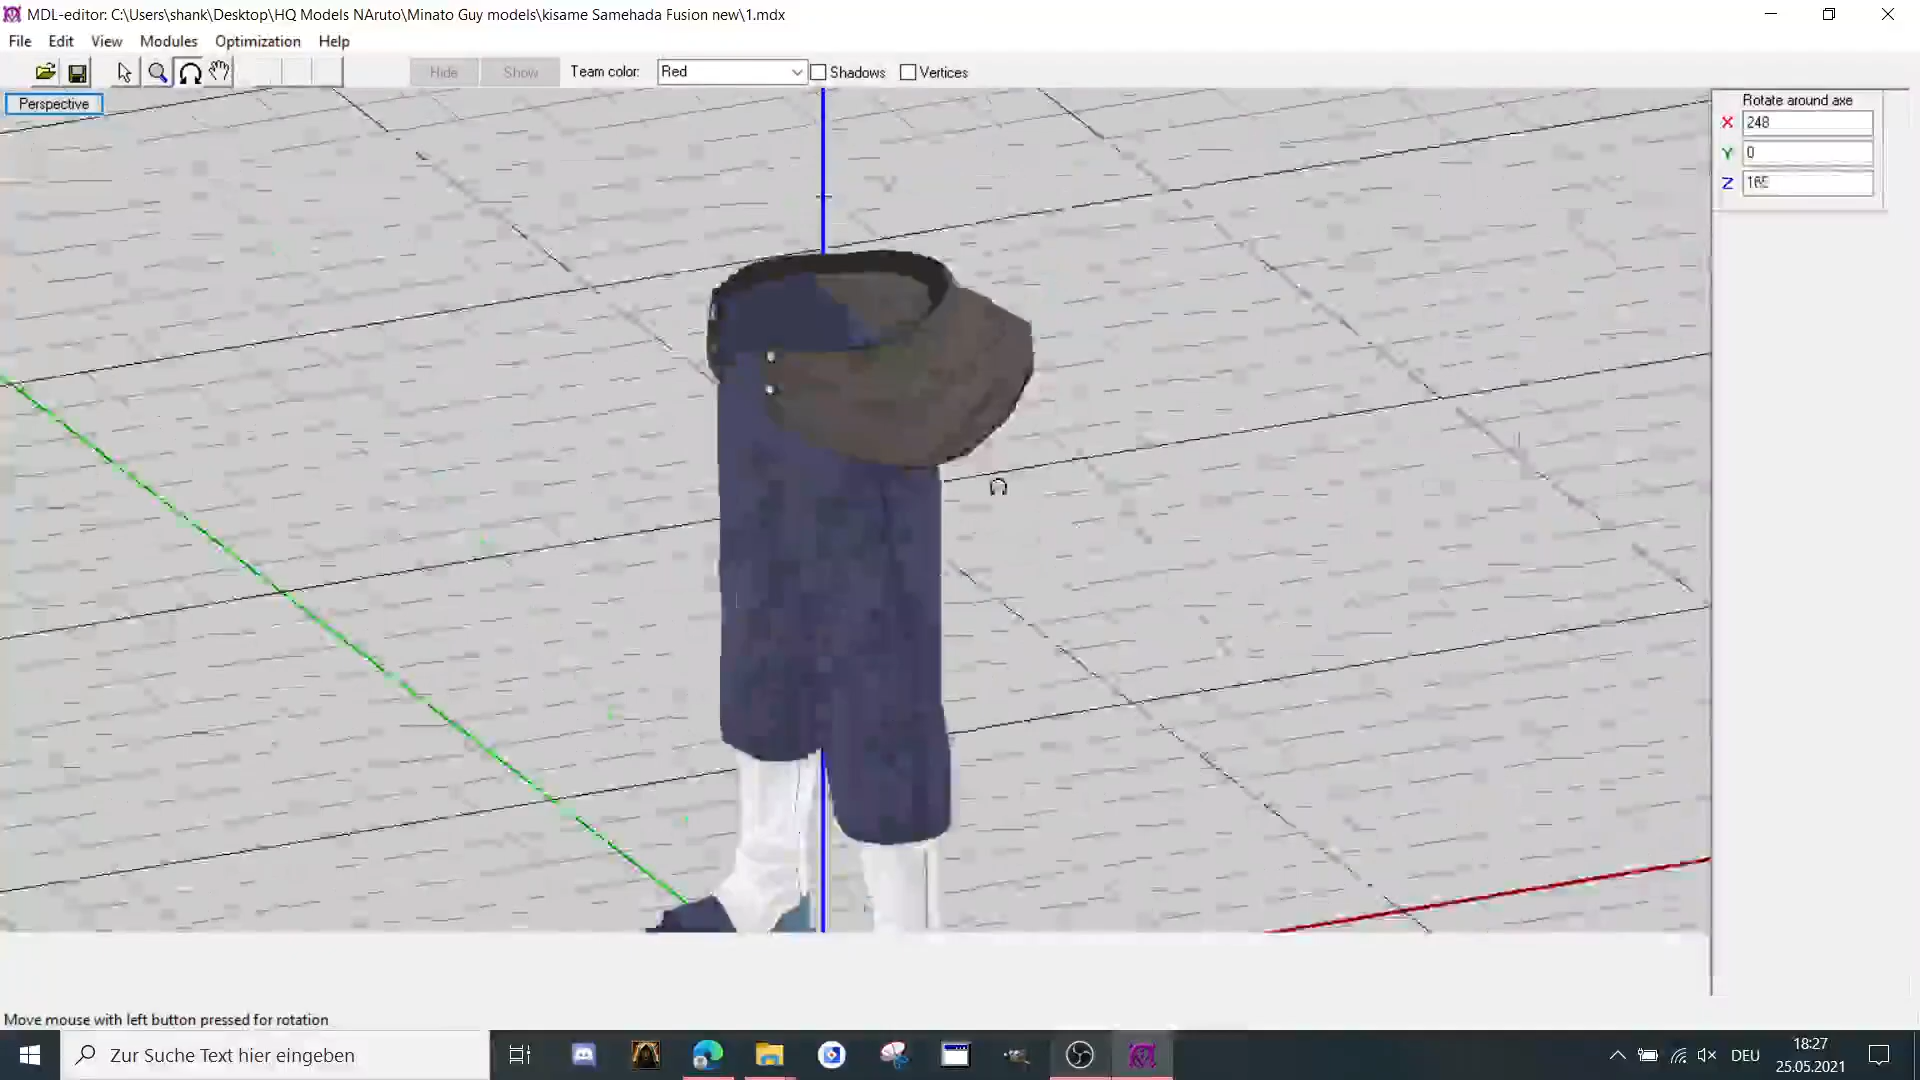 MDL-editor: C:\Users\shank\Desktop\HQ Models NAruto\Minato Guy models\kisame Samehada Fusion new\1.mdx
File Edit View Modules Optimization Help
Hide Show Team color: Red Shadows Vertices
Perspective
Rotate around axe
X 248
Y 0
Z
Move mouse with left button pressed for rotation
Zur Suche Text hier eingeben
DEU
18:27
25.05.2021